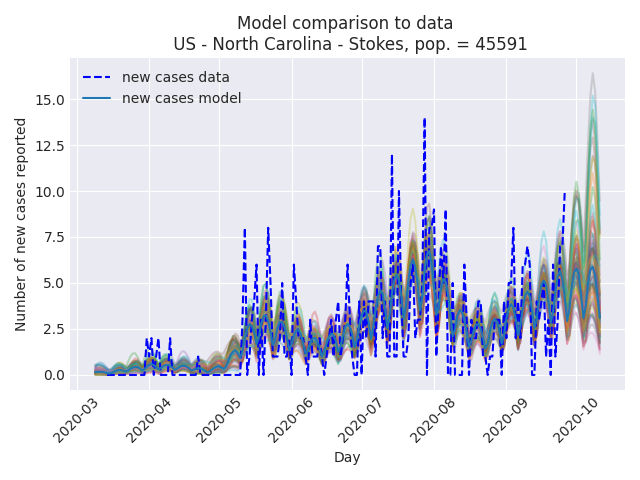 Model comparison to data
US - North Carolina - Stokes, pop. = 45591
new cases data
new cases model
15.0
12.5
10.0
7.5
5.0
2.5
0.0
Number of new cases reported
2020-03
2020-04
2020-05
2020-06
2020-07
2020-08
2020-09
2020-10
Day